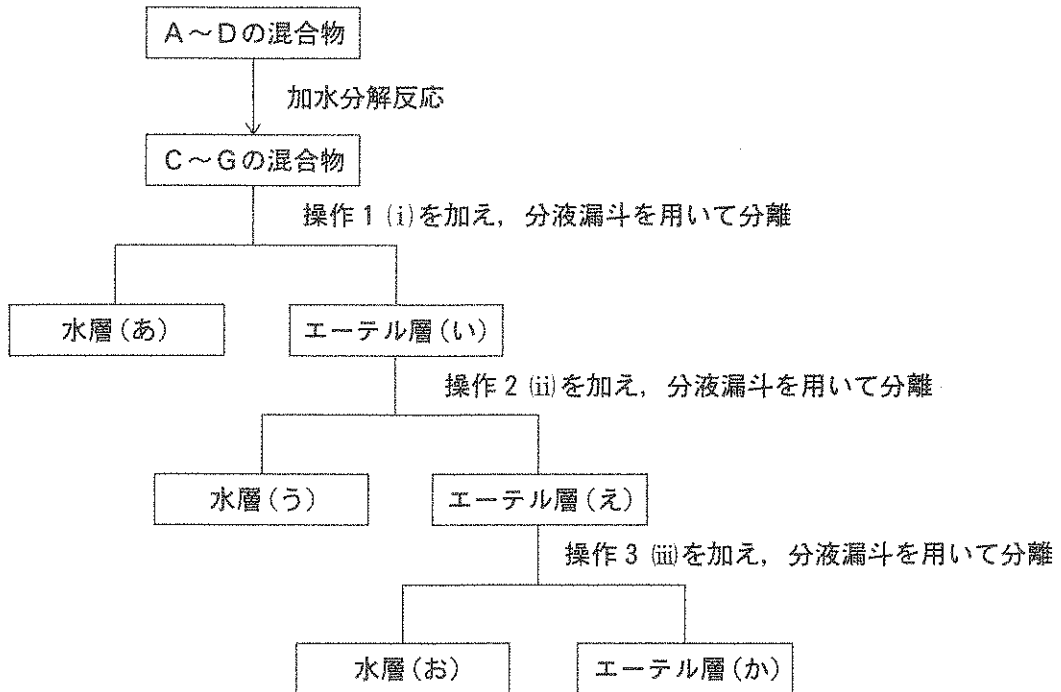 A～Dの混合物
加水分解反応
C～Gの混合物
操作1 (i)を加え，分液漏斗を用いて分離
水層(あ)
エーテル層(い)
操作2 (ii)を加え，分液漏斗を用いて分離
水層(う)
エーテル層(え)
操作3 (iii)を加え，分液漏斗を用いて分離
水層(お)
エーテル層(か)